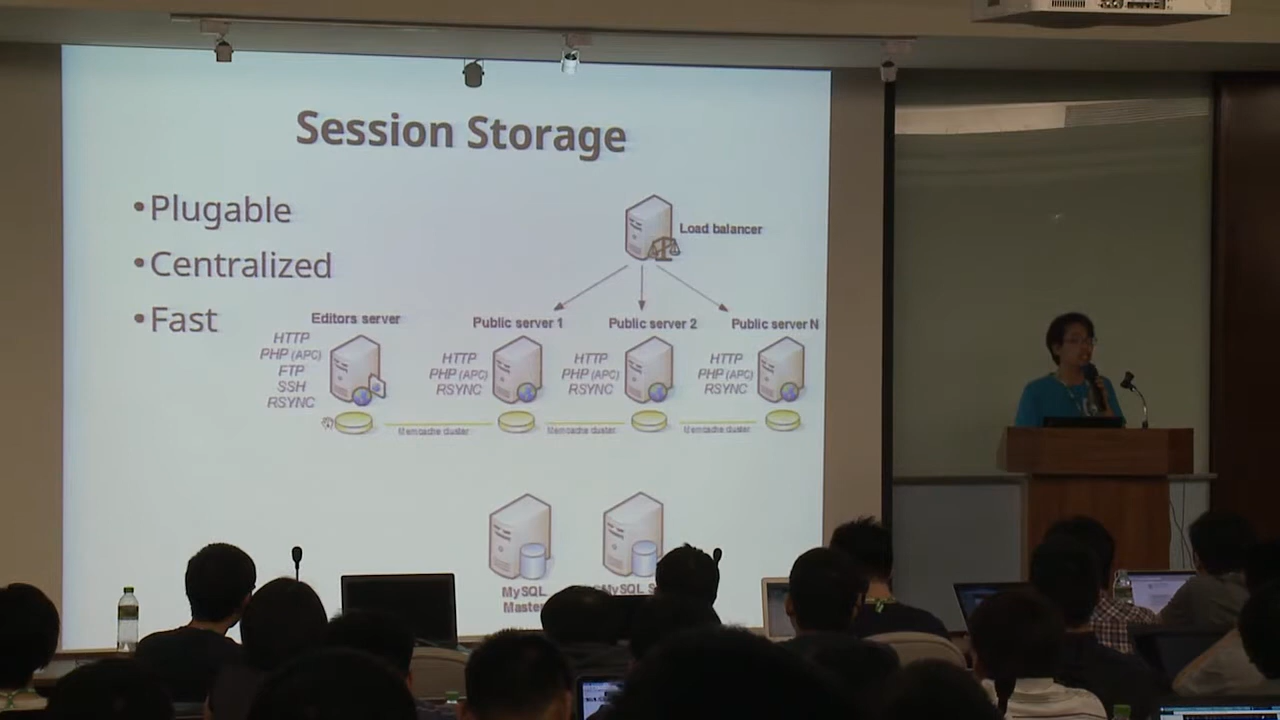 Session Storage
•Plugable
•Centralized
•Fast
Load balancer
Editors server
HTTP
PHP (APC)
FTP
SSH
RSYNC
Public server 1
HTTP
PHP (APC)
RSYNC
Public server 2
HTTP
PHP (APC)
RSYNC
Public server N
HTTP
PHP (APC)
RSYNC
Memcache cluster
Memcache cluster
Memcache cluster
MySQL
Master
MySQL